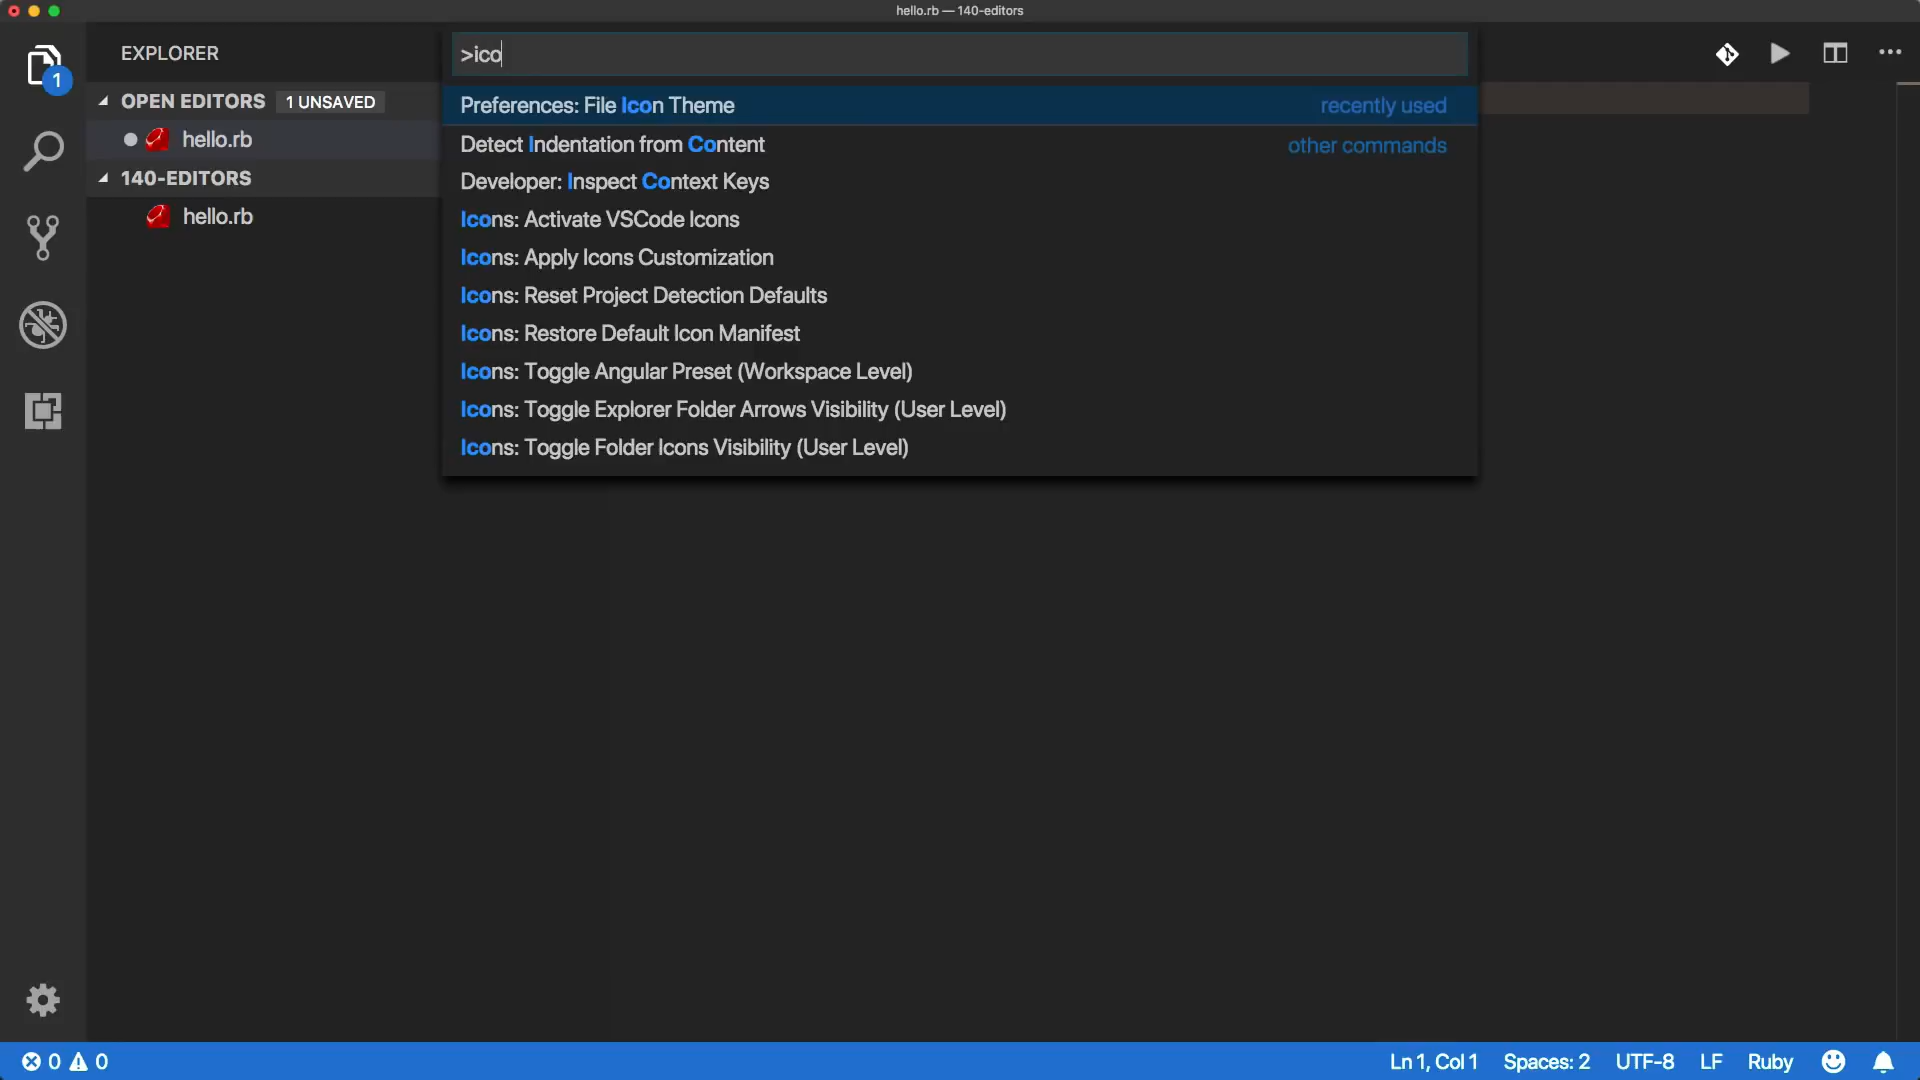 hello.rb — 140-editors
EXPLORER
1
OPEN EDITORS 1 UNSAVED
hello.rb
140-EDITORS
hello.rb
>ico
Preferences: File Icon Theme recently used
Detect Indentation from Content other commands
Developer: Inspect Context Keys
Icons: Activate VSCode Icons
Icons: Apply Icons Customization
Icons: Reset Project Detection Defaults
Icons: Restore Default Icon Manifest
Icons: Toggle Angular Preset (Workspace Level)
Icons: Toggle Explorer Folder Arrows Visibility (User Level)
Icons: Toggle Folder Icons Visibility (User Level)
0 0 Ln 1, Col 1 Spaces: 2 UTF-8 LF Ruby